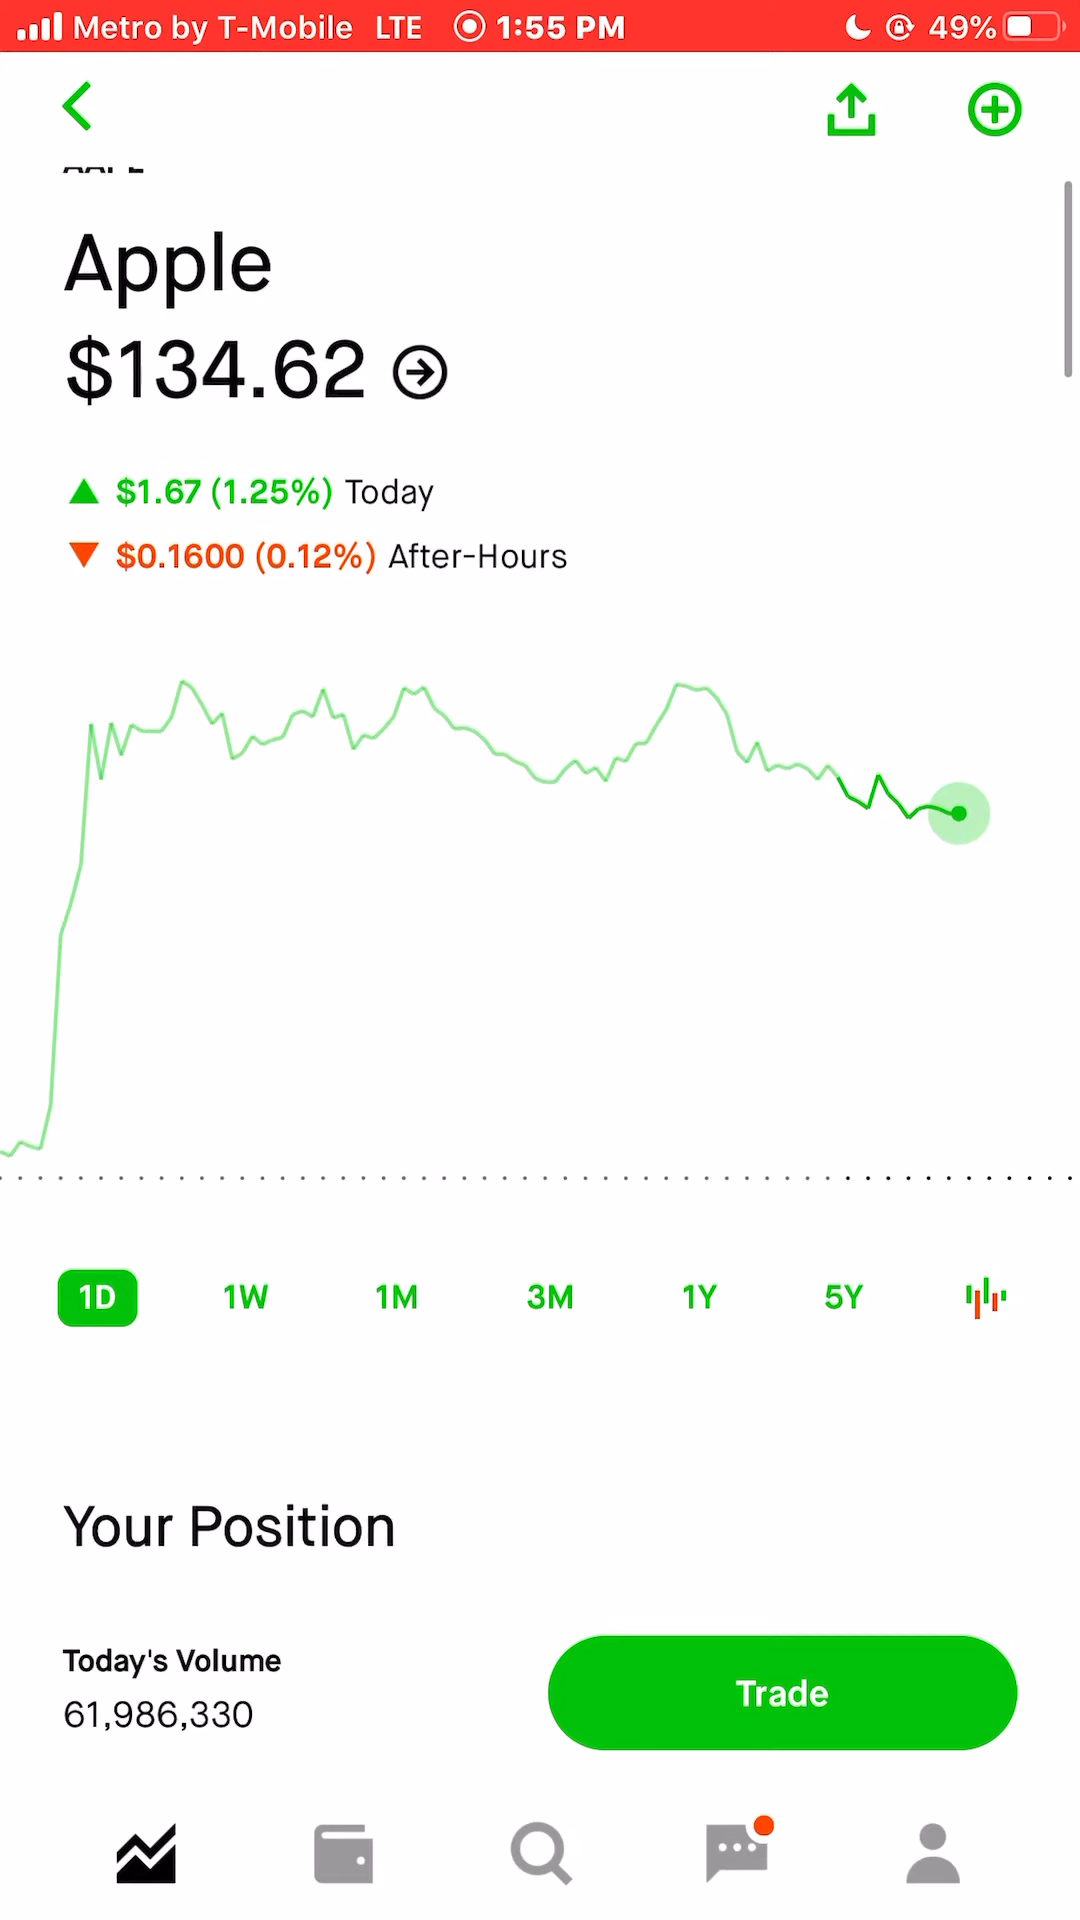 Metro by T-Mobile LTE 1:55 PM 49%
AAPL
Apple
$134.62
$1.67 (1.25%) Today
$0.1600 (0.12%) After-Hours
1D 1W 1M 3M 1Y 5Y
Your Position
Today's Volume
61,986,330
Trade